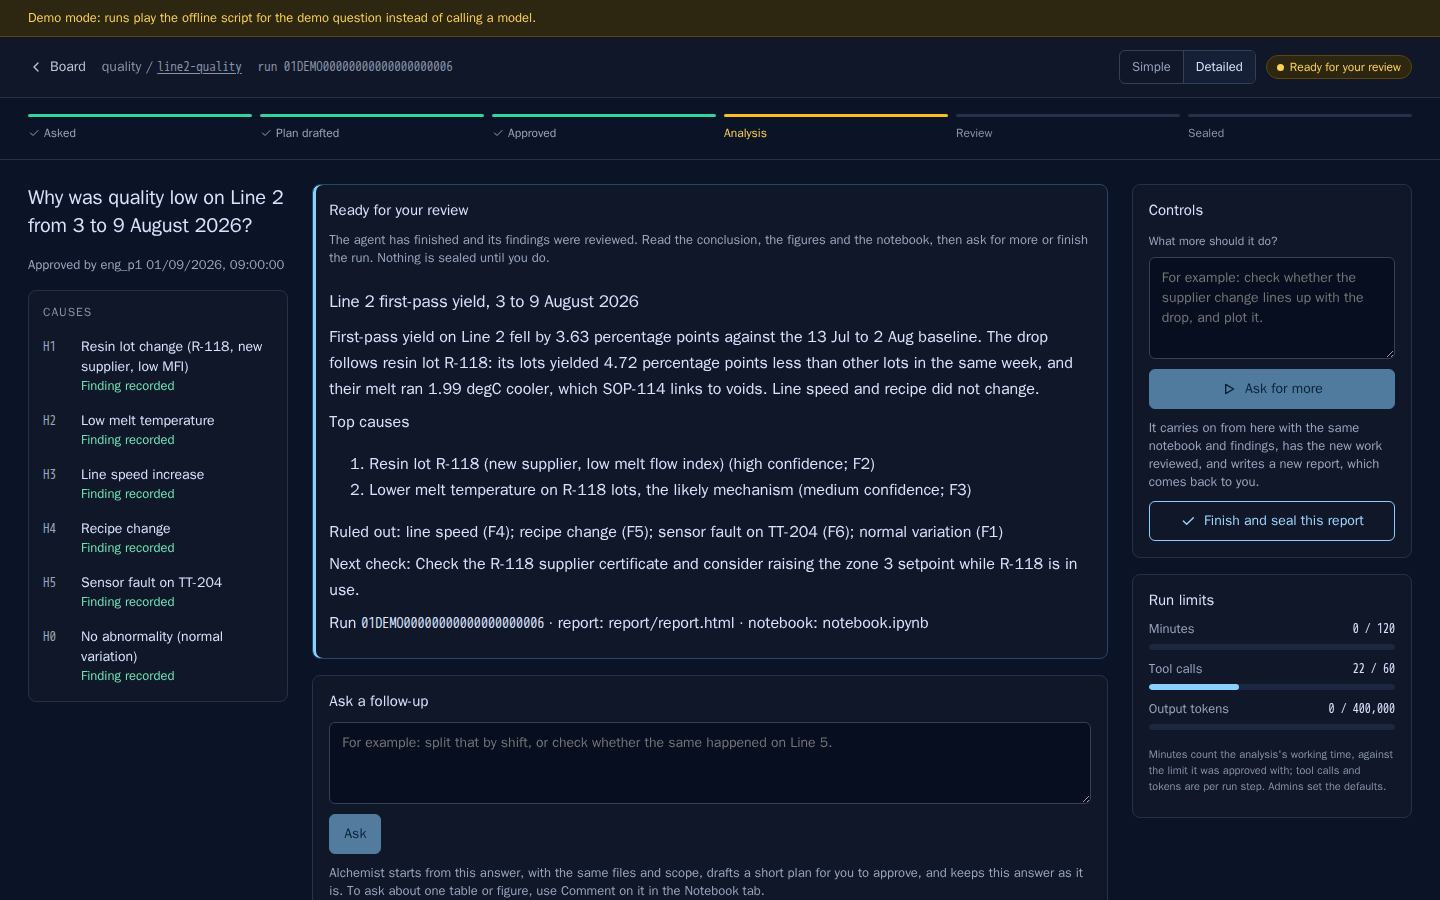 Demo mode: runs play the offline script for the demo question instead of calling a model.
Board quality / line2-quality run 01DEMO00000000000000000006
Simple Detailed Ready for your review
Asked
Plan drafted
Approved
Analysis
Review
Sealed
Why was quality low on Line 2
from 3 to 9 August 2026?
Approved by eng_p1 01/09/2026, 09:00:00
CAUSES
H1 Resin lot change (R-118, new
supplier, low MFI)
Finding recorded
H2 Low melt temperature
Finding recorded
H3 Line speed increase
Finding recorded
H4 Recipe change
Finding recorded
H5 Sensor fault on TT-204
Finding recorded
H0 No abnormality (normal
variation)
Finding recorded
Ready for your review
The agent has finished and its findings were reviewed. Read the conclusion, the figures and the notebook, then ask for more or finish
the run. Nothing is sealed until you do.
Line 2 first-pass yield, 3 to 9 August 2026
First-pass yield on Line 2 fell by 3.63 percentage points against the 13 Jul to 2 Aug baseline. The drop
follows resin lot R-118: its lots yielded 4.72 percentage points less than other lots in the same week, and
their melt ran 1.99 degC cooler, which SOP-114 links to voids. Line speed and recipe did not change.
Top causes
1. Resin lot R-118 (new supplier, low melt flow index) (high confidence; F2)
2. Lower melt temperature on R-118 lots, the likely mechanism (medium confidence; F3)
Ruled out: line speed (F4); recipe change (F5); sensor fault on TT-204 (F6); normal variation (F1)
Next check: Check the R-118 supplier certificate and consider raising the zone 3 setpoint while R-118 is in
use.
Run 01DEMO00000000000000000006 · report: report/report.html · notebook: notebook.ipynb
Ask a follow-up
For example: split that by shift, or check whether the same happened on Line 5.
Ask
Alchemist starts from this answer, with the same files and scope, drafts a short plan for you to approve, and keeps this answer as it
is. To ask about one table or figure, use Comment on it in the Notebook tab.
Controls
What more should it do?
For example: check whether the
supplier change lines up with the
drop, and plot it.
Ask for more
It carries on from here with the same
notebook and findings, has the new work
reviewed, and writes a new report, which
comes back to you.
Finish and seal this report
Run limits
Minutes 0 / 120
Tool calls 22 / 60
Output tokens 0 / 400,000
Minutes count the analysis's working time, against
the limit it was approved with; tool calls and
tokens are per run step. Admins set the defaults.